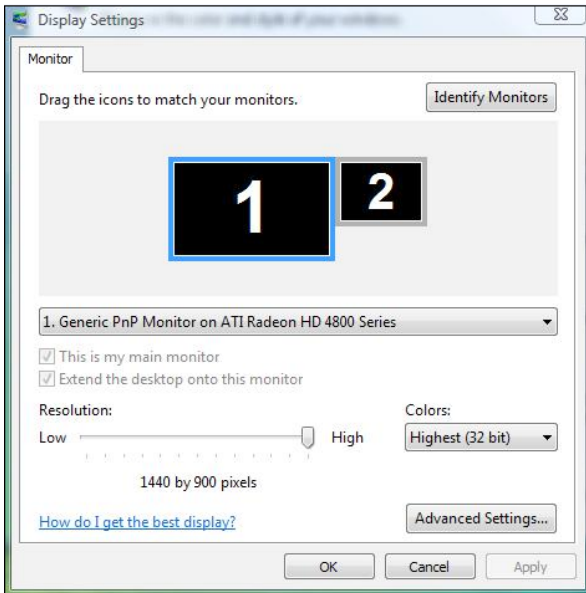 Display Settings
Monitor
Drag the icons to match your monitors.
Identify Monitors
1
2
1. Generic PnP Monitor on ATI Radeon HD 4800 Series
This is my main monitor
Extend the desktop onto this monitor
Resolution:
Colors:
Low
High
Highest (32 bit)
1440 by 900 pixels
How do I get the best display?
Advanced Settings...
OK
Cancel
Apply